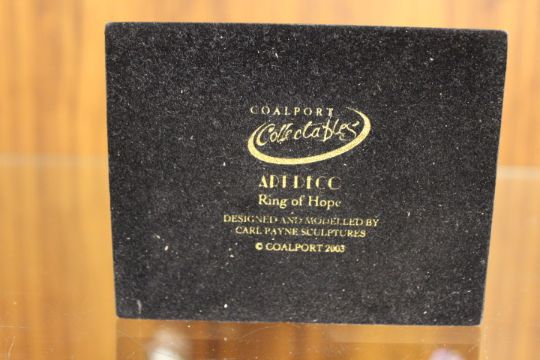 COALPORT
Collectables
ART DECO
Ring of Hope
DESIGNED AND MODELLED BY
CARL PAYNE SCULPTURES
© COALPORT 2003